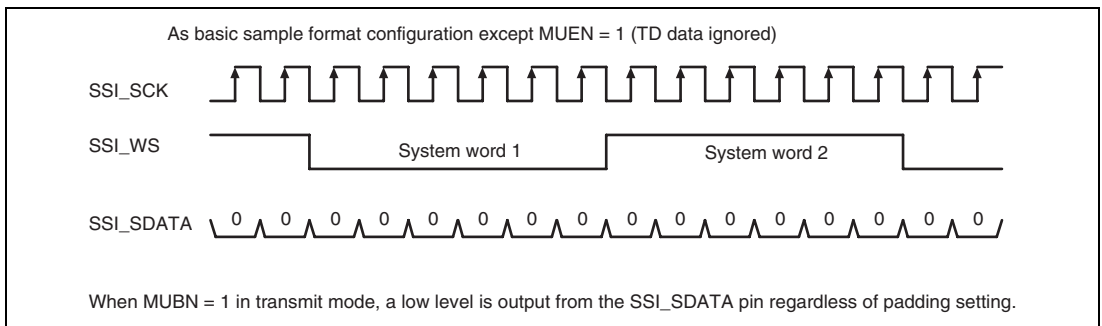 As basic sample format configuration except MUEN = 1 (TD data ignored)
SSI_SCK
SSI_WS System word 1 System word 2
SSI_SDATA 0 0 0 0 0 0 0 0 0 0 0 0 0 0 0 0
When MUBN = 1 in transmit mode, a low level is output from the SSI_SDATA pin regardless of padding setting.